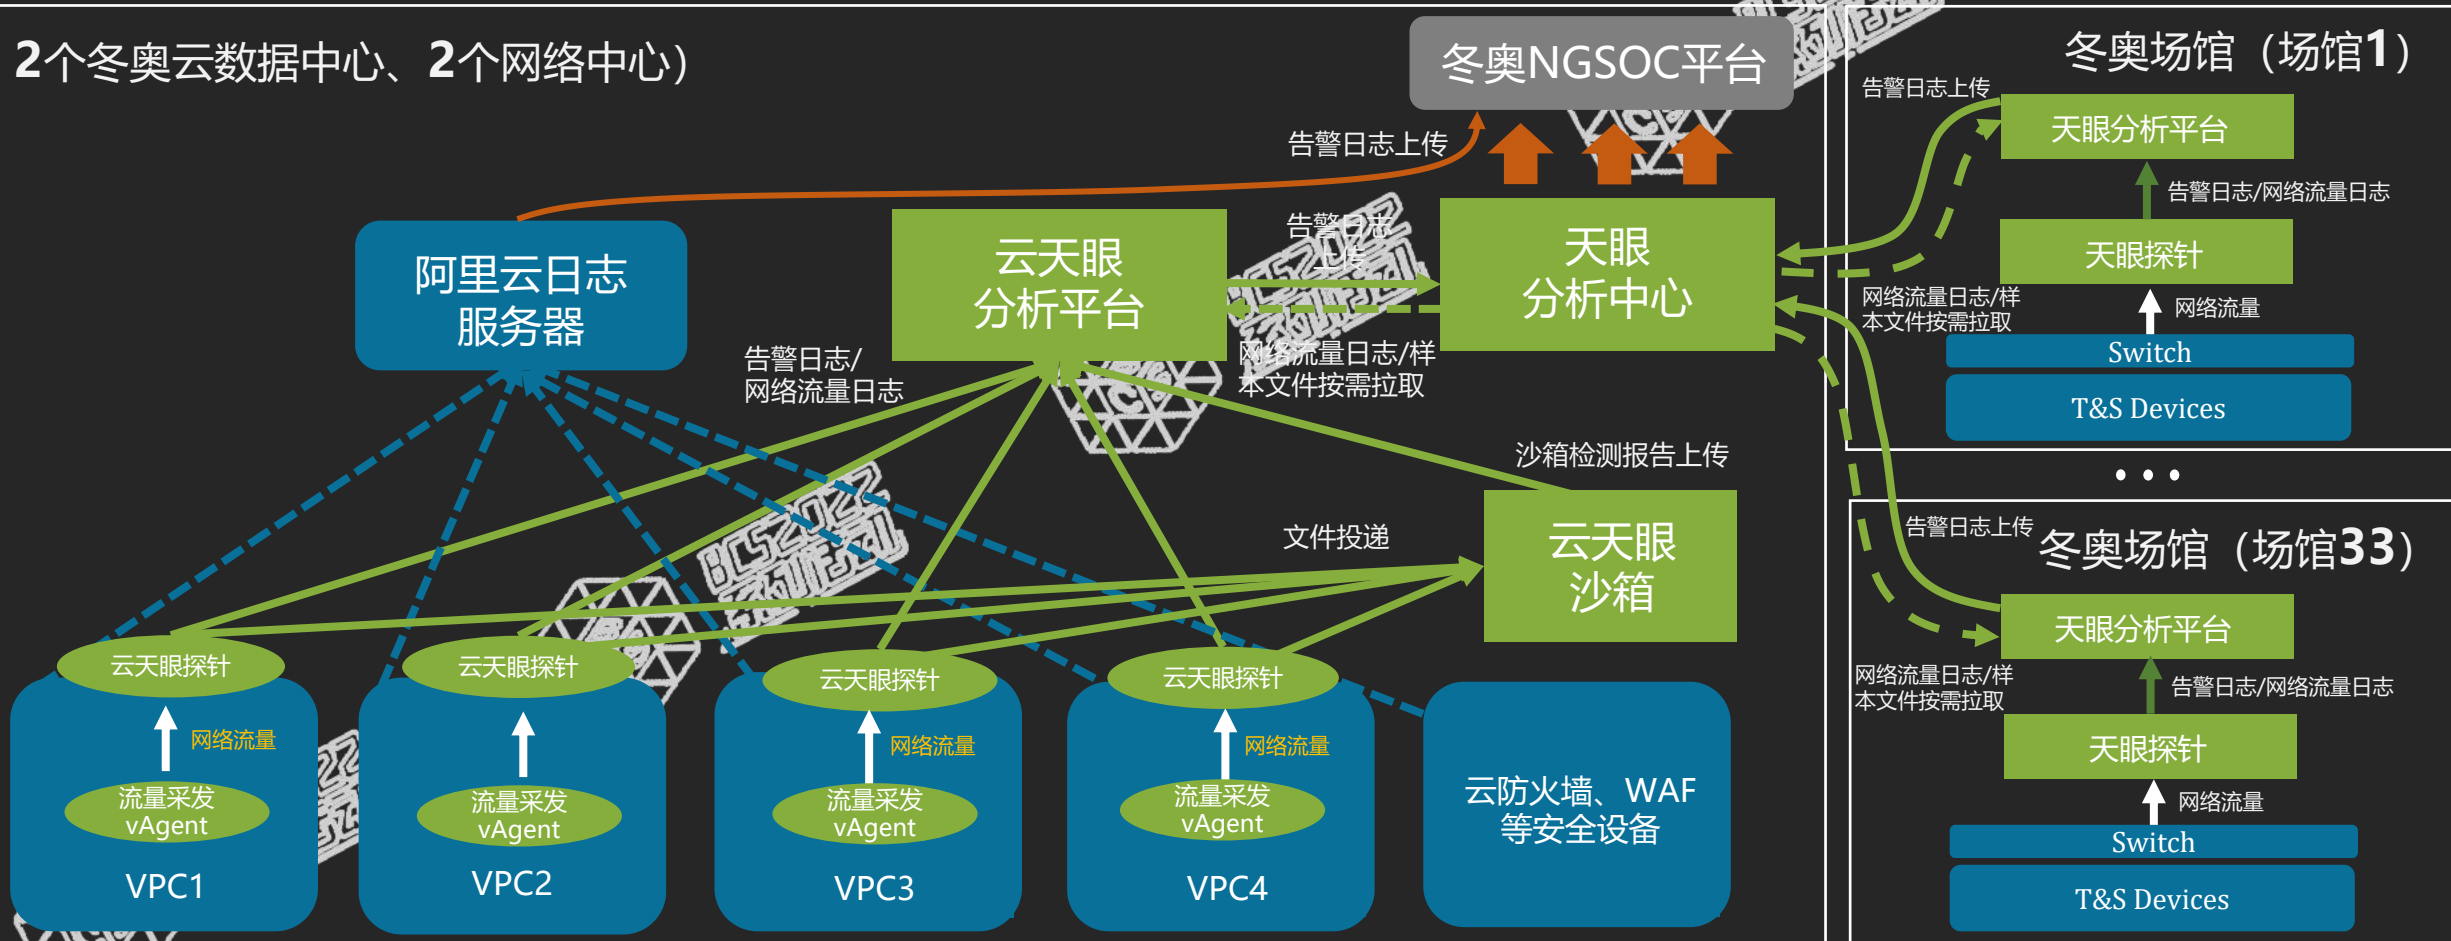 2个冬奥云数据中心、2个网络中心）
冬奥NGSOC平台
告警日志上传
阿里云日志
服务器
云天眼
分析平台
告警日志
上传
天眼
分析中心
告警日志/
网络流量日志
网络流量日志/样
本文件按需拉取
沙箱检测报告上传
文件投递
云天眼
沙箱
云天眼探针
网络流量
流量采发
vAgent
VPC1
云天眼探针
流量采发
vAgent
VPC2
云天眼探针
网络流量
流量采发
vAgent
VPC3
云天眼探针
网络流量
流量采发
vAgent
VPC4
云防火墙、WAF
等安全设备
冬奥场馆（场馆1）
告警日志上传
天眼分析平台
告警日志/网络流量日志
天眼探针
网络流量日志/样
本文件按需拉取
网络流量
Switch
T&S Devices
...
冬奥场馆（场馆33）
告警日志上传
天眼分析平台
网络流量日志/样
本文件按需拉取
告警日志/网络流量日志
天眼探针
网络流量
Switch
T&S Devices